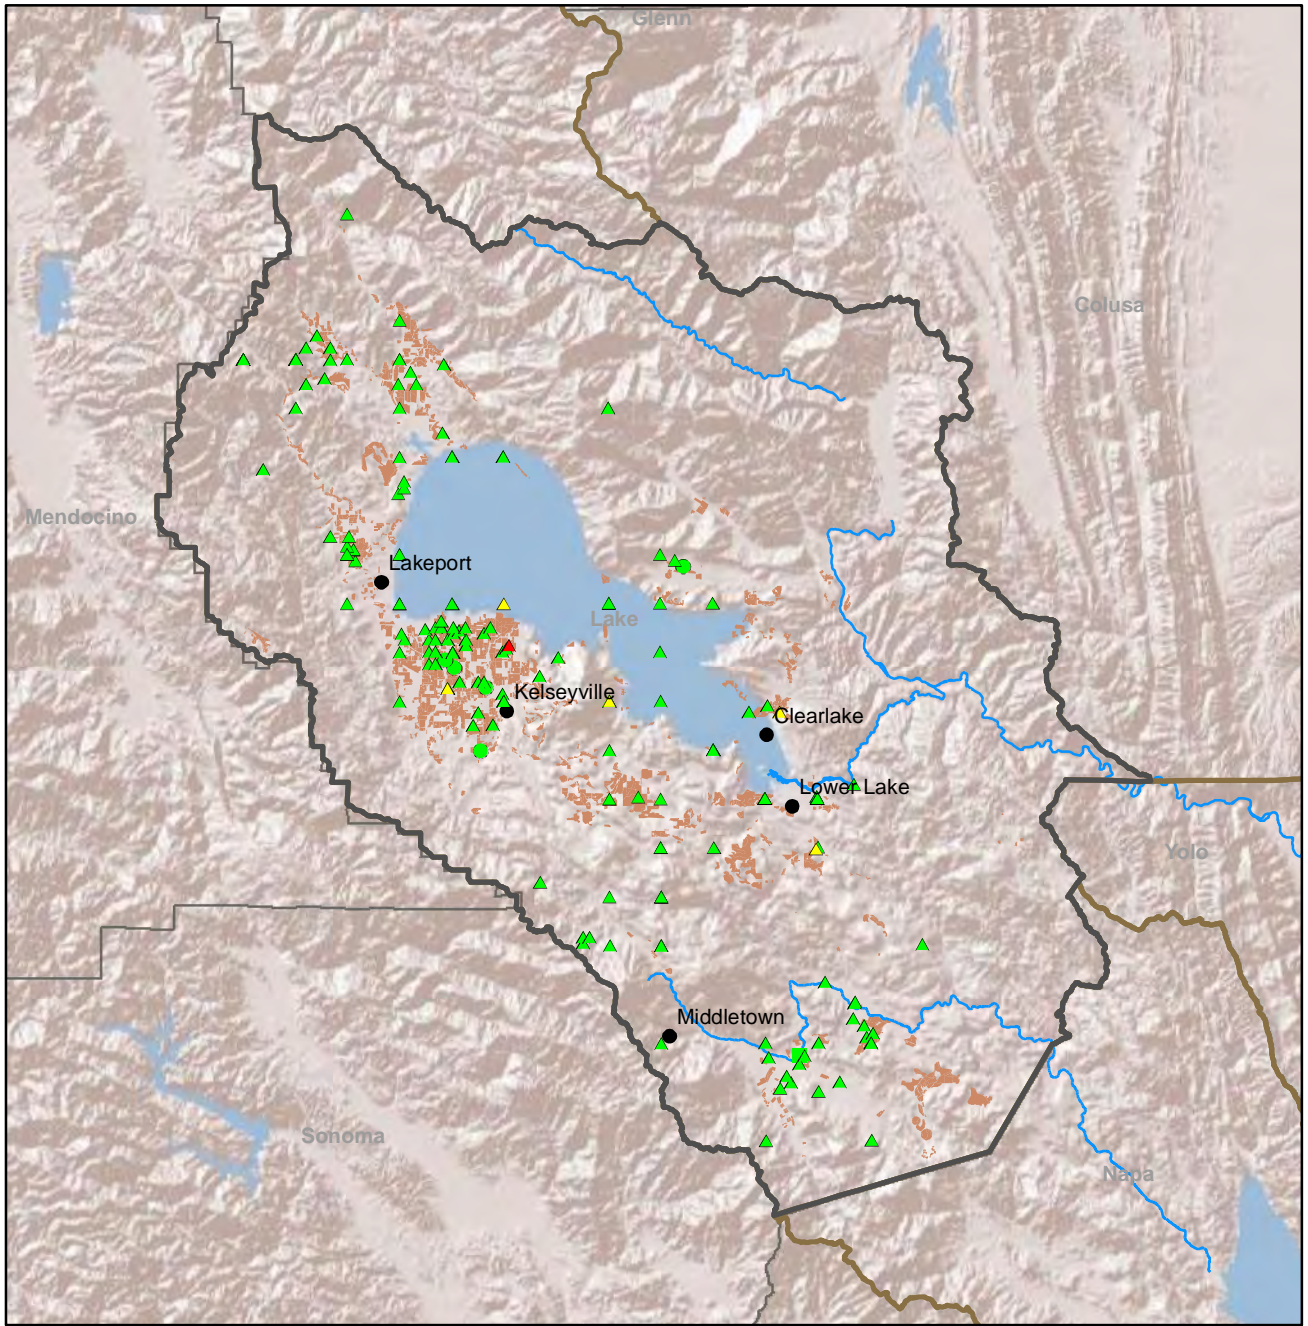 Glenn
Colusa
Mendocino
Lakeport
Lake
Kelseyville
Clearlake
Lower Lake
Yolo
Middletown
Sonoma
Napa